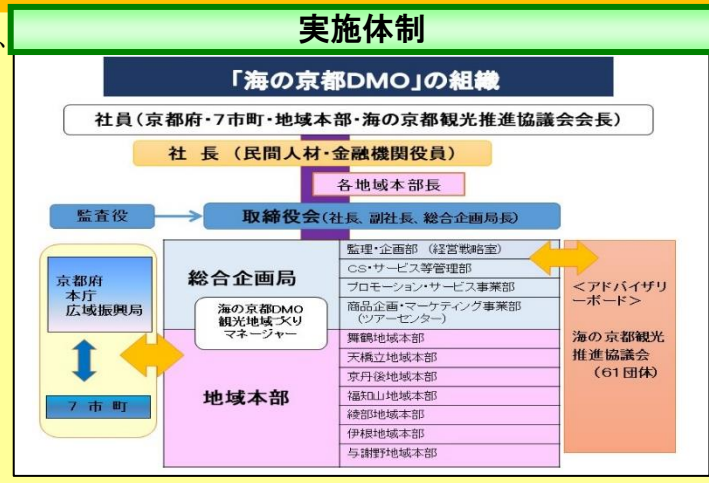 、
実施体制
「海の京都DMO」の組織
社員(京都府・7市町・地域本部・海の京都観光推進協議会会長)
社 長 (民間人材・金融機関役員)
各地域本部長
監査役
取締役会(社長、副社長、総合企画局長)
京都府
本庁
広域振興局
7 市 町
総合企画局
海の京都DMO
観光地域づくり
マネージャー
地域本部
監理・企画部 (経営戦略室)
CS・サービス等管理部
プロモーション・サービス事業部
商品企画・マーケティング事業部
(ツアーセンター)
舞鶴地域本部
天橋立地域本部
京丹後地域本部
福知山地域本部
綾部地域本部
伊根地域本部
与謝野地域本部
<アドバイザリ
ーボード>
海の京都観光
推進協議会
(61団体)